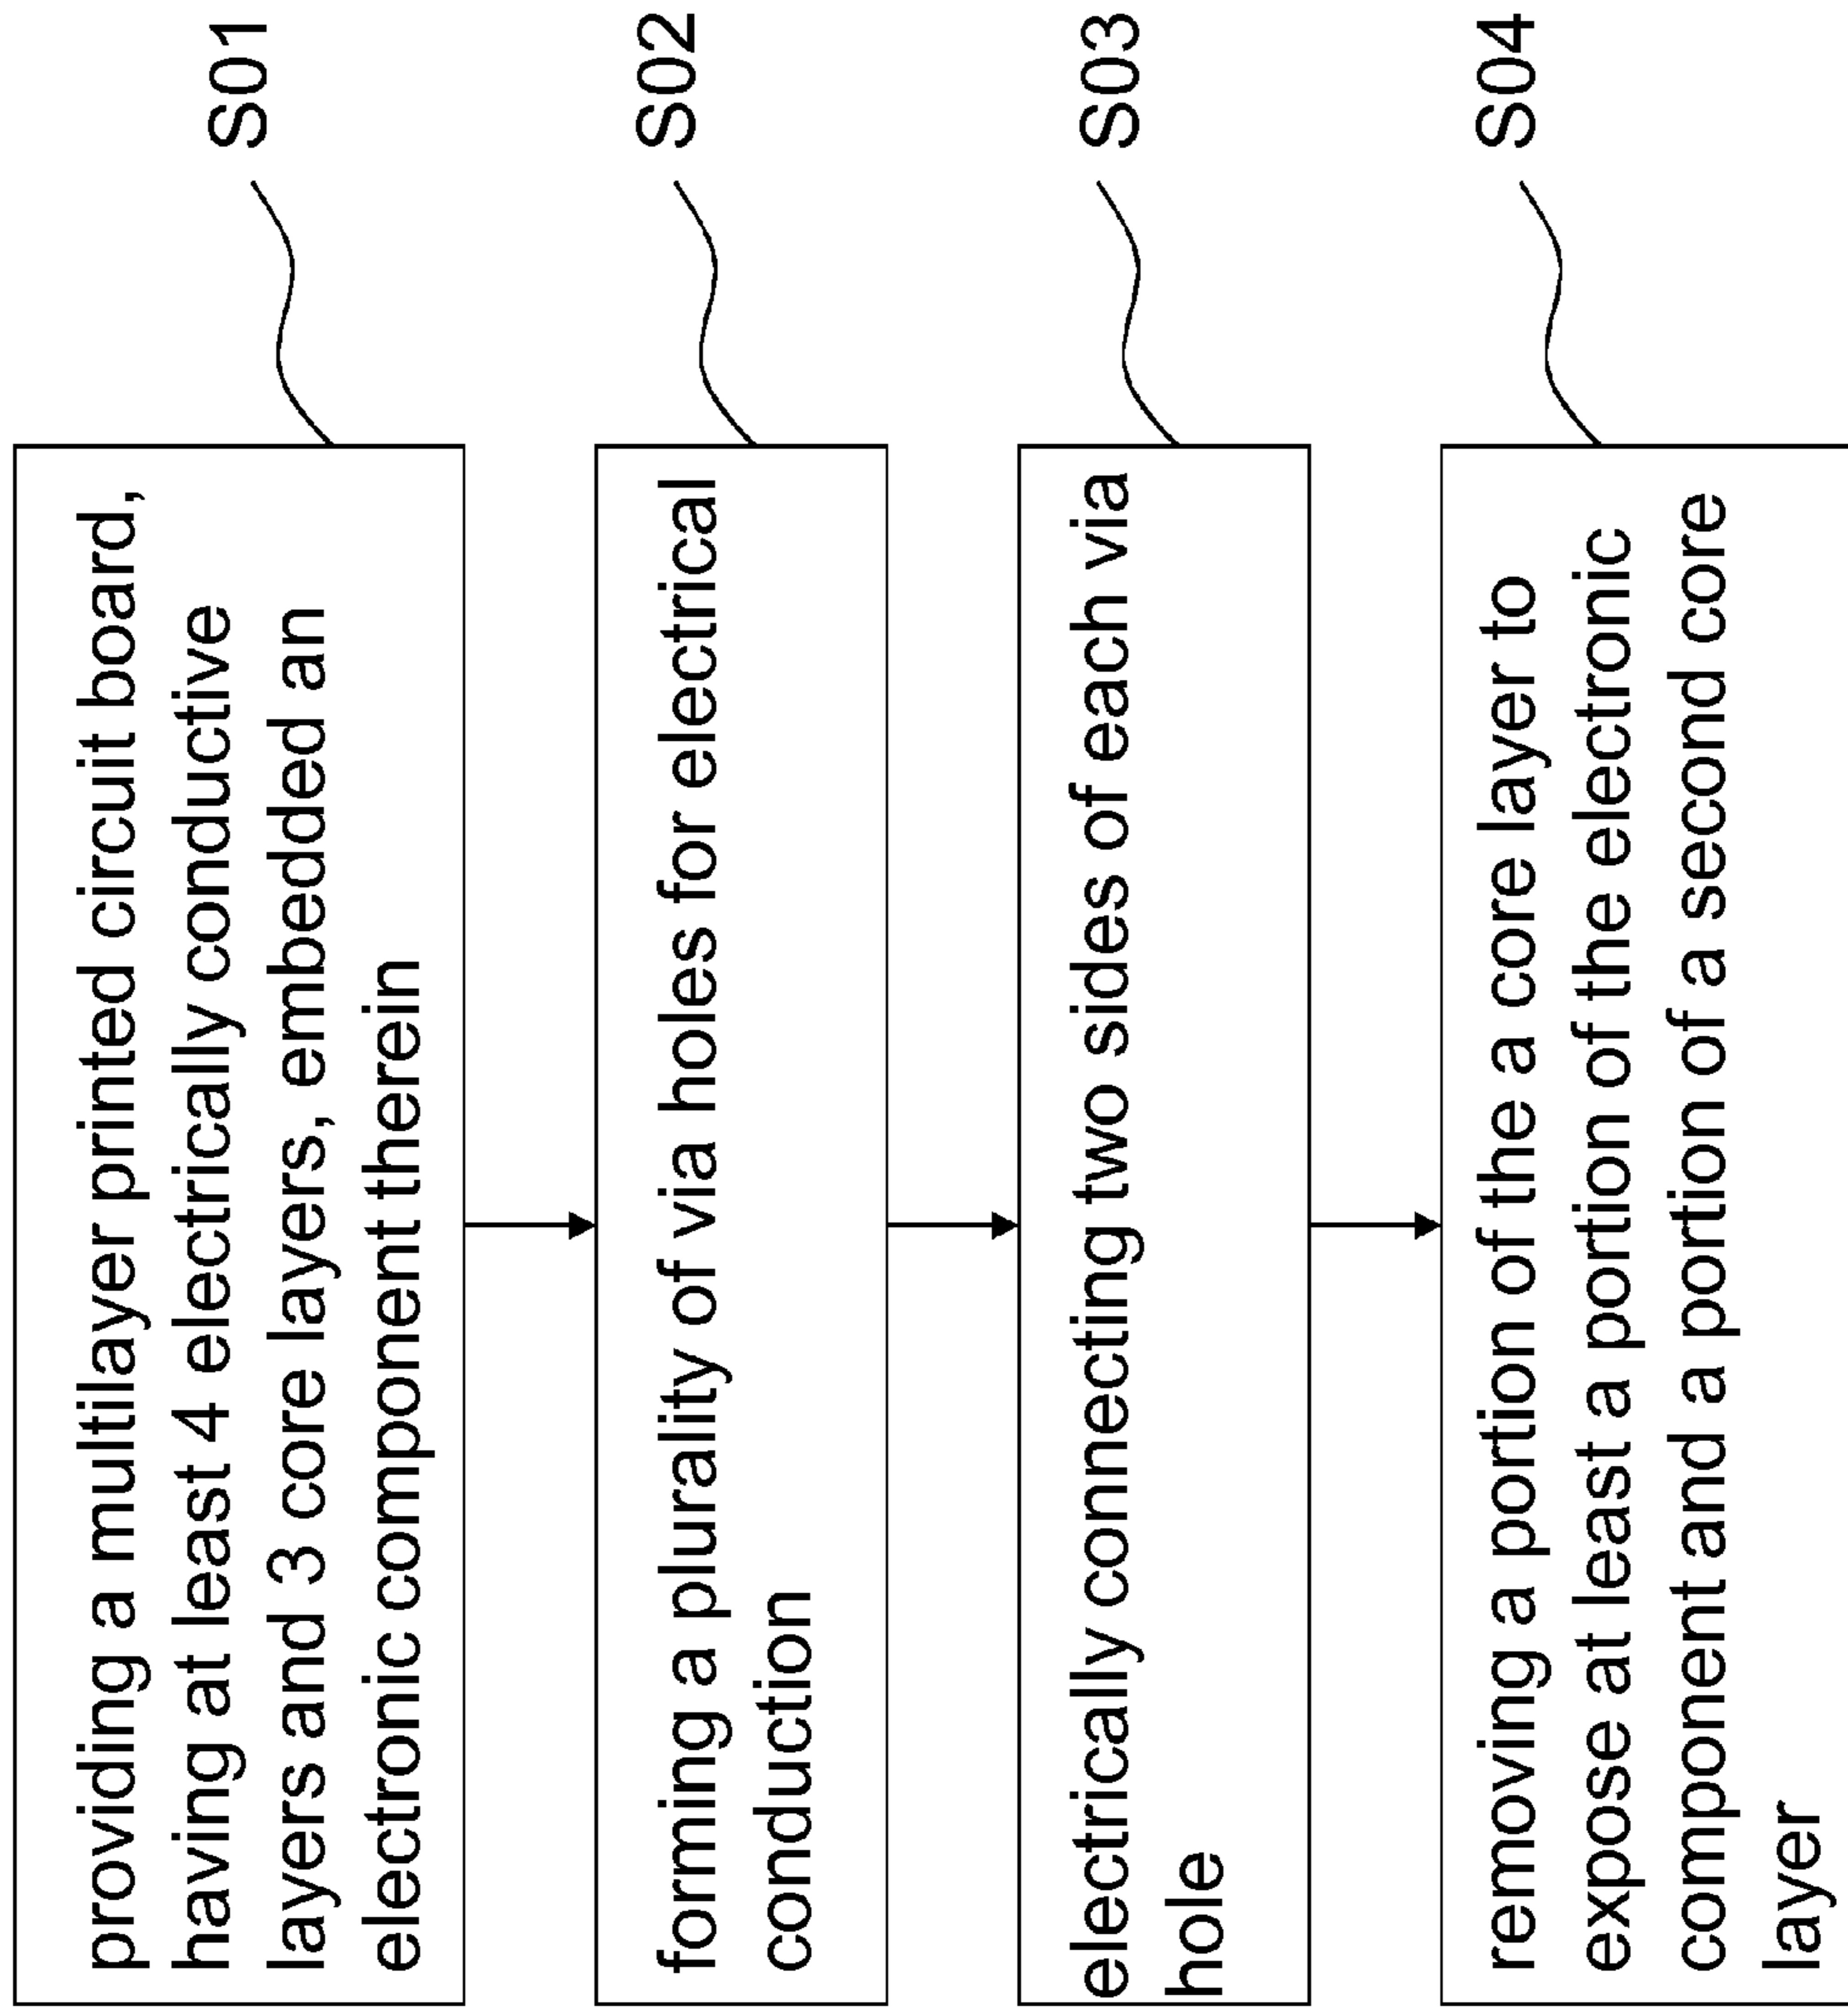 providing a multilayer printed circuit board,
having at least 4 electrically conductive
layers and 3 core layers, embedded an
electronic component therein
S01
forming a plurality of via holes for electrical
conduction
S02
electrically connecting two sides of each via
hole
S03
removing a portion of the a core layer to
expose at least a portion of the electronic
component and a portion of a second core
layer
S04